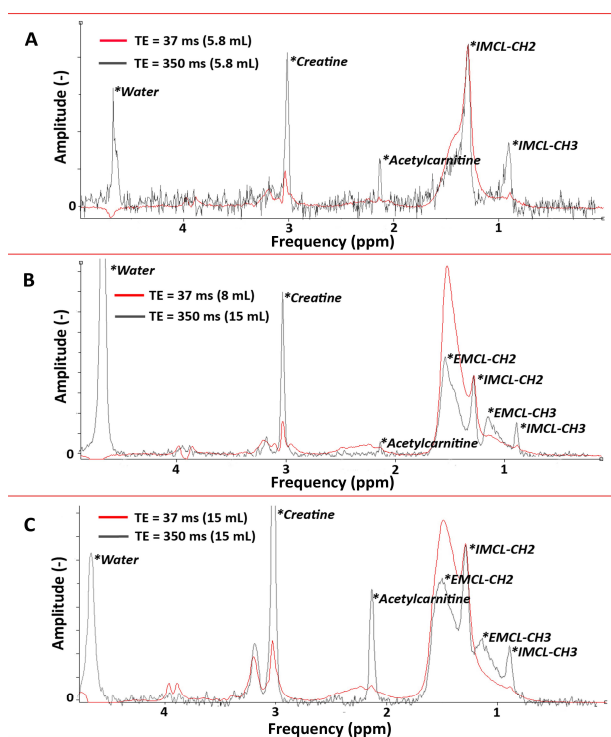 A
TE = 37 ms (5.8 mL)
TE = 350 ms (5.8 mL)
*Water
*Creatine
*Acetylcarnitine
*IMCL-CH2
*IMCL-CH3
Amplitude (-)
0
4 3 2 1
Frequency (ppm)
B
*Water
TE = 37 ms (8 mL)
TE = 350 ms (15 mL)
*Creatine
*EMCL-CH2
*IMCL-CH2
*EMCL-CH3
*IMCL-CH3
*Acetylcarnitine
Amplitude (-)
0
4 3 2 1
Frequency (ppm)
C
TE = 37 ms (15 mL)
TE = 350 ms (15 mL)
*Creatine
*Water
*IMCL-CH2
*EMCL-CH2
*Acetylcarnitine
*EMCL-CH3
*IMCL-CH3
Amplitude (-)
0
4 3 2 1
Frequency (ppm)